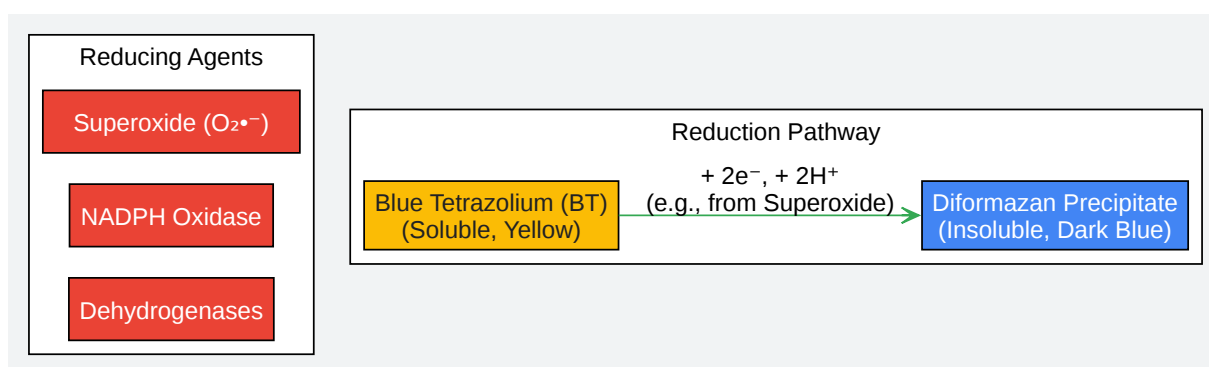 Reducing Agents
Superoxide (O₂•⁻)
NADPH Oxidase
Dehydrogenases
Reduction Pathway
Blue Tetrazolium (BT)
(Soluble, Yellow)
+ 2e⁻, + 2H⁺
(e.g., from Superoxide)
Diformazan Precipitate
(Insoluble, Dark Blue)